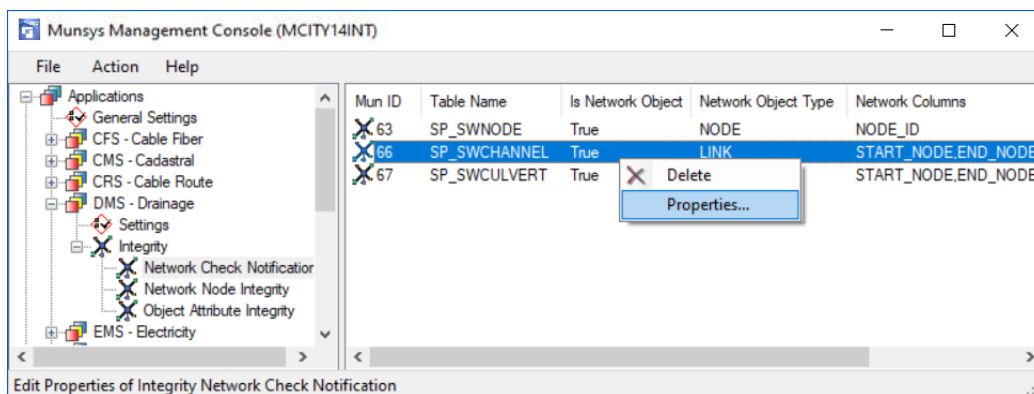 Munsys Management Console (MCITY14INT)
File Action Help
Applications
General Settings
CFS - Cable Fiber
CMS - Cadastral
CRS - Cable Route
DMS - Drainage
Settings
Integrity
Network Check Notification
Network Node Integrity
Object Attribute Integrity
EMS - Electricity
Mun ID Table Name Is Network Object Network Object Type Network Columns
63 SP_SWNODE True NODE NODE_ID
66 SP_SWCHANNEL True LINK START_NODE,END_NODE
67 SP_SWCULVERT True START_NODE,END_NODE
Delete
Properties...
Edit Properties of Integrity Network Check Notification